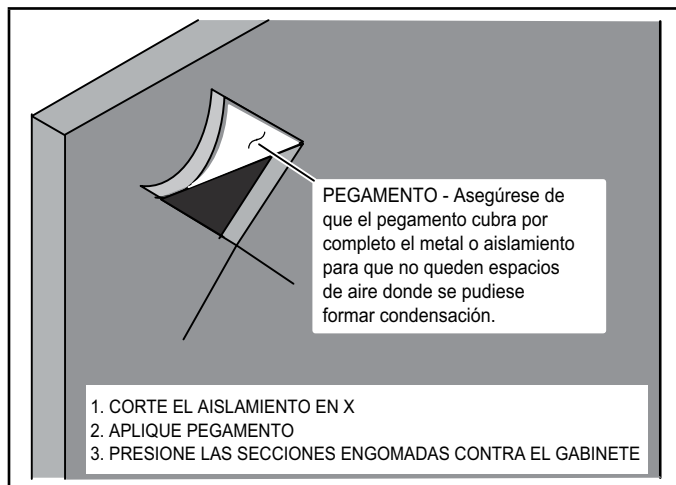 PEGAMENTO - Asegúrese de
que el pegamento cubra por
completo el metal o aislamiento
para que no queden espacios
de aire donde se pudiese
formar condensación.
1. CORTE EL AISLAMIENTO EN X
2. APLIQUE PEGAMENTO
3. PRESIONE LAS SECCIONES ENGOMADAS CONTRA EL GABINETE